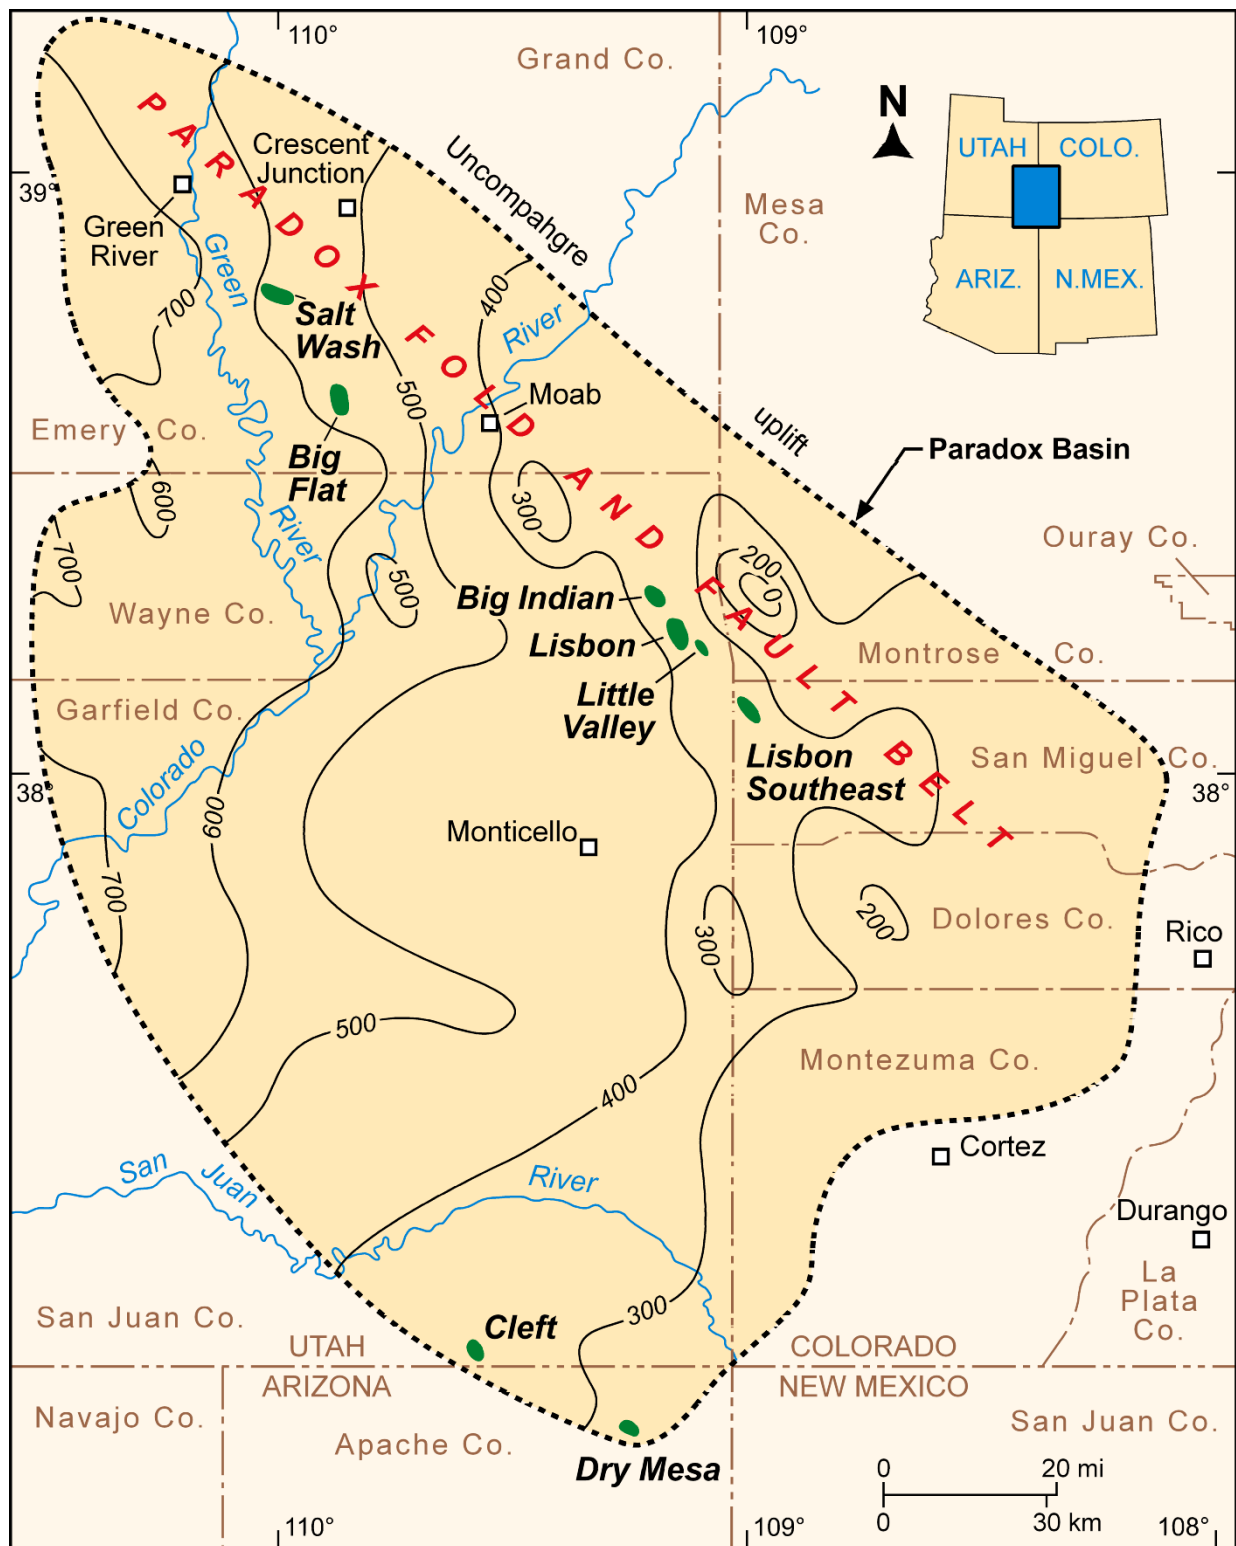 110°
109°
Grand Co.
N
UTAH
COLO.
ARIZ.
N.MEX.
PARADOX FOLD AND FAULT BELT
Crescent
Junction
Uncompahgre
uplift
39°
Mesa
Co.
Green
River
Green
River
700
Salt
Wash
400
River
500
Moab
Emery Co.
Big
Flat
Paradox Basin
600
300
700
500
200
0
Ouray Co.
Wayne Co.
Big Indian
Lisbon
Montrose Co.
Little
Valley
Garfield Co.
Lisbon
Southeast
San Miguel Co.
38°
38°
Colorado
600
Monticello
700
300
200
Dolores Co.
Rico
500
Montezuma Co.
400
Cortez
San Juan River
Durango
La
Plata
Co.
300
San Juan Co.
Cleft
UTAH
COLORADO
ARIZONA
NEW MEXICO
Navajo Co.
Apache Co.
San Juan Co.
Dry Mesa
0 20 mi
0 30 km
110°
109°
108°